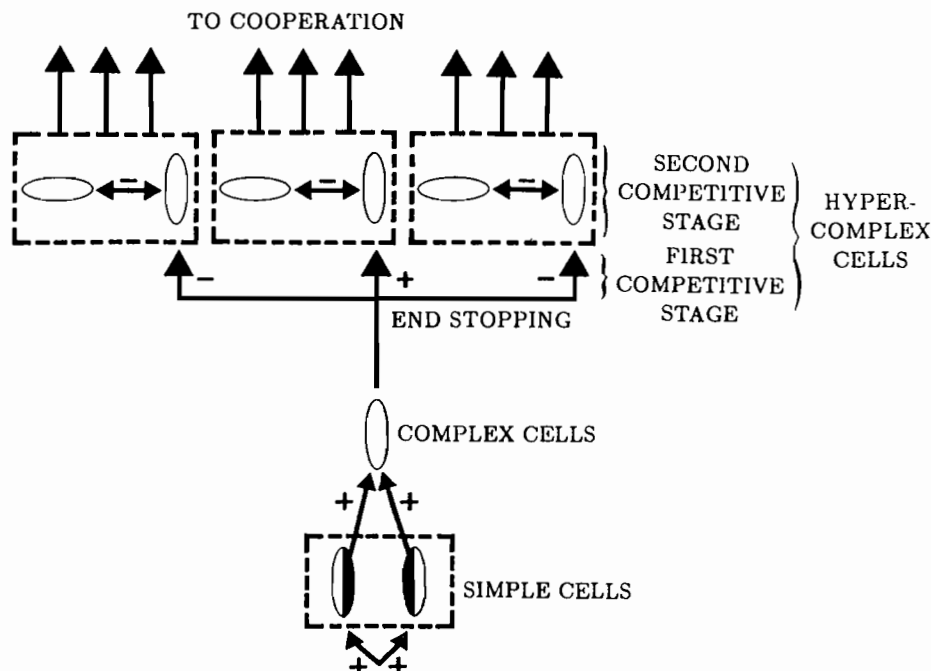 TO COOPERATION
−
−
−
SECOND
COMPETITIVE
STAGE
HYPER-
COMPLEX
CELLS
−
+
−
FIRST
COMPETITIVE
STAGE
END STOPPING
COMPLEX CELLS
+
+
SIMPLE CELLS
+
+